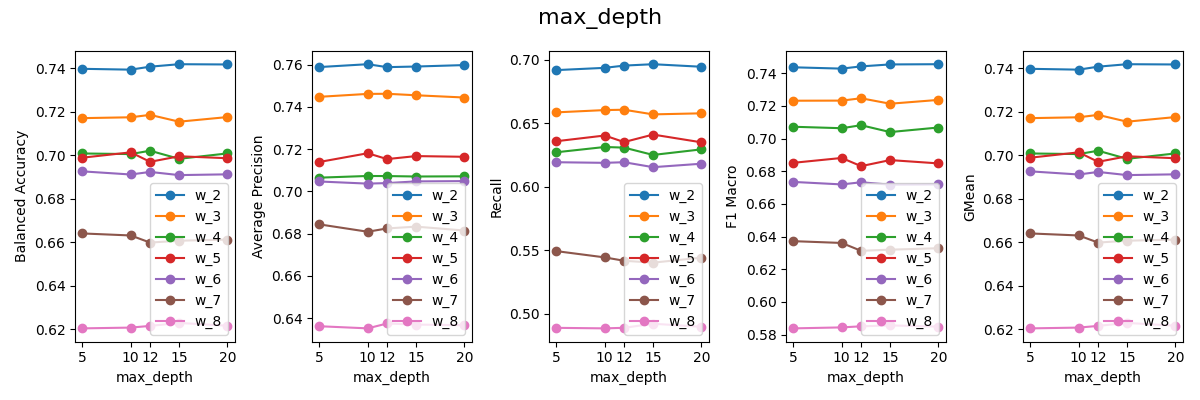 max_depth
Balanced Accuracy
0.74
0.72
0.70
0.68
0.66
0.64
0.62
5 10 12 15 20
max_depth
w_2
w_3
w_4
w_5
w_6
w_7
w_8
Average Precision
0.76
0.74
0.72
0.70
0.68
0.66
0.64
5 10 12 15 20
max_depth
w_2
w_3
w_4
w_5
w_6
w_7
w_8
Recall
0.70
0.65
0.60
0.55
0.50
5 10 12 15 20
max_depth
w_2
w_3
w_4
w_5
w_6
w_7
w_8
F1 Macro
0.74
0.72
0.70
0.68
0.66
0.64
0.62
0.60
0.58
5 10 12 15 20
max_depth
w_2
w_3
w_4
w_5
w_6
w_7
w_8
GMean
0.74
0.72
0.70
0.68
0.66
0.64
0.62
5 10 12 15 20
max_depth
w_2
w_3
w_4
w_5
w_6
w_7
w_8